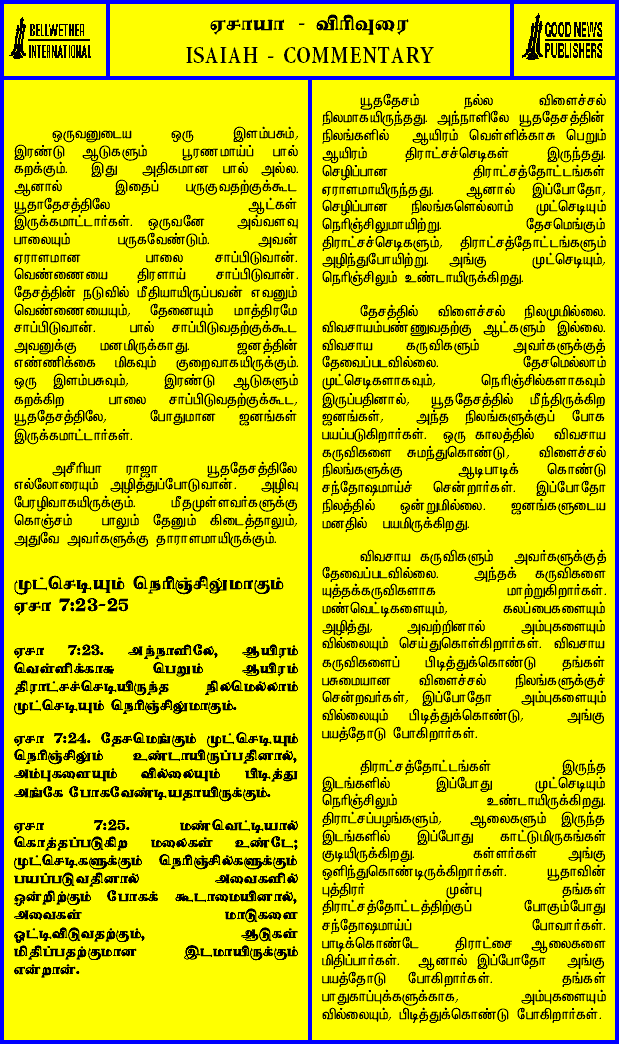 BELLWETHER
INTERNATIONAL
ஏசாயா - விரிவுரை
ISAIAH - COMMENTARY
GOOD NEWS
PUBLISHERS
ஒருவனுடைய ஒரு இளம்பசும்,
இரண்டு ஆடுகளும் பூரணமாய்ப் பால்
கறக்கும். இது அதிகமான பால் அல்ல.
ஆனால் இதைப் பருகுவதற்குக்கூட
யூதாதேசத்திலே ஆட்கள்
இருக்கமாட்டார்கள். ஒருவனே அவ்வளவு
பாலையும் பருகவேண்டும். அவன்
ஏராளமான பாலை சாப்பிடுவான்.
வெண்ணையை திரளாய் சாப்பிடுவான்.
தேசத்தின் நடுவில் மீதியாயிருப்பவன் எவனும்
வெண்ணையையும், தேனையும் மாத்திரமே
சாப்பிடுவான். பால் சாப்பிடுவதற்குக்கூட
அவனுக்கு மனமிருக்காது. ஜனத்தின்
எண்ணிக்கை மிகவும் குறைவாகயிருக்கும்.
ஒரு இளம்பசுவும், இரண்டு ஆடுகளும்
கறக்கிற பாலை சாப்பிடுவதற்குக்கூட,
யூததேசத்திலே, போதுமான ஜனங்கள்
இருக்கமாட்டார்கள்.
அசீரியா ராஜா யூததேசத்திலே
எல்லோரையும் அழித்துப்போடுவான். அழிவு
பேரழிவாகயிருக்கும். மீதமுள்ளவர்களுக்கு
கொஞ்சம் பாலும் தேனும் கிடைத்தாலும்,
அதுவே அவர்களுக்கு தாராளமாயிருக்கும்.
முட்செடியும் நெரிஞ்சிலுமாகும்
ஏசா 7:23-25
ஏசா 7:23. அந்நாளிலே, ஆயிரம்
வெள்ளிக்காசு பெறும் ஆயிரம்
திராட்சச்செடியிருந்த நிலமெல்லாம்
முட்செடியும் நெரிஞ்சிலுமாகும்.
ஏசா 7:24. தேசமெங்கும் முட்செடியும்
நெரிஞ்சிலும் உண்டாயிருப்பதினால்,
அம்புகளையும் வில்லையும் பிடித்து
அங்கே போகவேண்டியதாயிருக்கும்.
ஏசா 7:25. மண்வெட்டியால்
கொத்தப்படுகிற மலைகள் உண்டே;
முட்செடிகளுக்கும் நெரிஞ்சில்களுக்கும்
பயப்படுவதினால் அவைகளில்
ஒன்றிற்கும் போகக் கூடாமையினால்,
அவைகள் மாடுகளை
ஓட்டிவிடுவதற்கும், ஆடுகள்
மிதிப்பதற்குமான இடமாயிருக்கும்
என்றான்.
யூததேசம் நல்ல விளைச்சல்
நிலமாகயிருந்தது. அந்நாளிலே யூததேசத்தின்
நிலங்களில் ஆயிரம் வெள்ளிக்காசு பெறும்
ஆயிரம் திராட்சச்செடிகள் இருந்தது.
செழிப்பான திராட்சத்தோட்டங்கள்
ஏராளமாயிருந்தது. ஆனால் இப்போதோ,
செழிப்பான நிலங்களெல்லாம் முட்செடியும்
நெரிஞ்சிலுமாயிற்று. தேசமெங்கும்
திராட்சச்செடிகளும், திராட்சத்தோட்டங்களும்
அழிந்துபோயிற்று. அங்கு முட்செடியும்,
நெரிஞ்சிலும் உண்டாயிருக்கிறது.
தேசத்தில் விளைச்சல் நிலமுமில்லை.
விவசாயம்பண்ணுவதற்கு ஆட்களும் இல்லை.
விவசாய கருவிகளும் அவர்களுக்குத்
தேவைப்படவில்லை. தேசமெல்லாம்
முட்செடிகளாகவும், நெரிஞ்சில்களாகவும்
இருப்பதினால், யூததேசத்தில் மீந்திருக்கிற
ஜனங்கள், அந்த நிலங்களுக்குப் போக
பயப்படுகிறார்கள். ஒரு காலத்தில் விவசாய
கருவிகளை சுமந்துகொண்டு, விளைச்சல்
நிலங்களுக்கு ஆடிபாடிக் கொண்டு
சந்தோஷமாய்ச் சென்றார்கள். இப்போதோ
நிலத்தில் ஒன்றுமில்லை. ஜனங்களுடைய
மனதில் பயமிருக்கிறது.
விவசாய கருவிகளும் அவர்களுக்குத்
தேவைப்படவில்லை. அந்தக் கருவிகளை
யுத்தக்கருவிகளாக மாற்றுகிறார்கள்.
மண்வெட்டிகளையும், கலப்பைகளையும்
அழித்து, அவற்றினால் அம்புகளையும்
வில்லையும் செய்துகொள்கிறார்கள். விவசாய
கருவிகளைப் பிடித்துக்கொண்டு தங்கள்
பசுமையான விளைச்சல் நிலங்களுக்குச்
சென்றவர்கள், இப்போதோ அம்புகளையும்
வில்லையும் பிடித்துக்கொண்டு, அங்கு
பயத்தோடு போகிறார்கள்.
திராட்சத்தோட்டங்கள் இருந்த
இடங்களில் இப்போது முட்செடியும்
நெரிஞ்சிலும் உண்டாயிருக்கிறது.
திராட்சப்பழங்களும், ஆலைகளும் இருந்த
இடங்களில் இப்போது காட்டுமிருகங்கள்
குடியிருக்கிறது. கள்ளர்கள் அங்கு
ஒளிந்துகொண்டிருக்கிறார்கள். யூதாவின்
புத்திரர் முன்பு தங்கள்
திராட்சத்தோட்டத்திற்குப் போகும்போது
சந்தோஷமாய்ப் போவார்கள்.
பாடிக்கொண்டே திராட்சை ஆலைகளை
மிதிப்பார்கள். ஆனால் இப்போதோ அங்கு
பயத்தோடு போகிறார்கள். தங்கள்
பாதுகாப்புக்களுக்காக, அம்புகளையும்
வில்லையும், பிடித்துக்கொண்டு போகிறார்கள்.